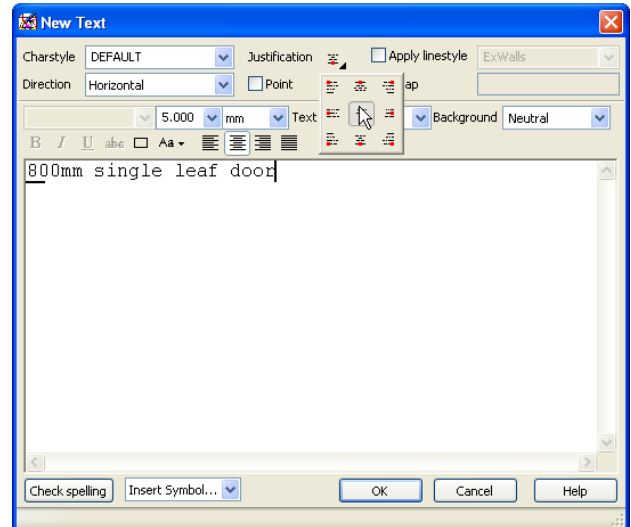 New Text
Charstyle DEFAULT Justification Apply linestyle ExWalls
Direction Horizontal Point ap
5.000 mm Text Background Neutral
B I U abc Aa
800mm single leaf door
Check spelling Insert Symbol... OK Cancel Help